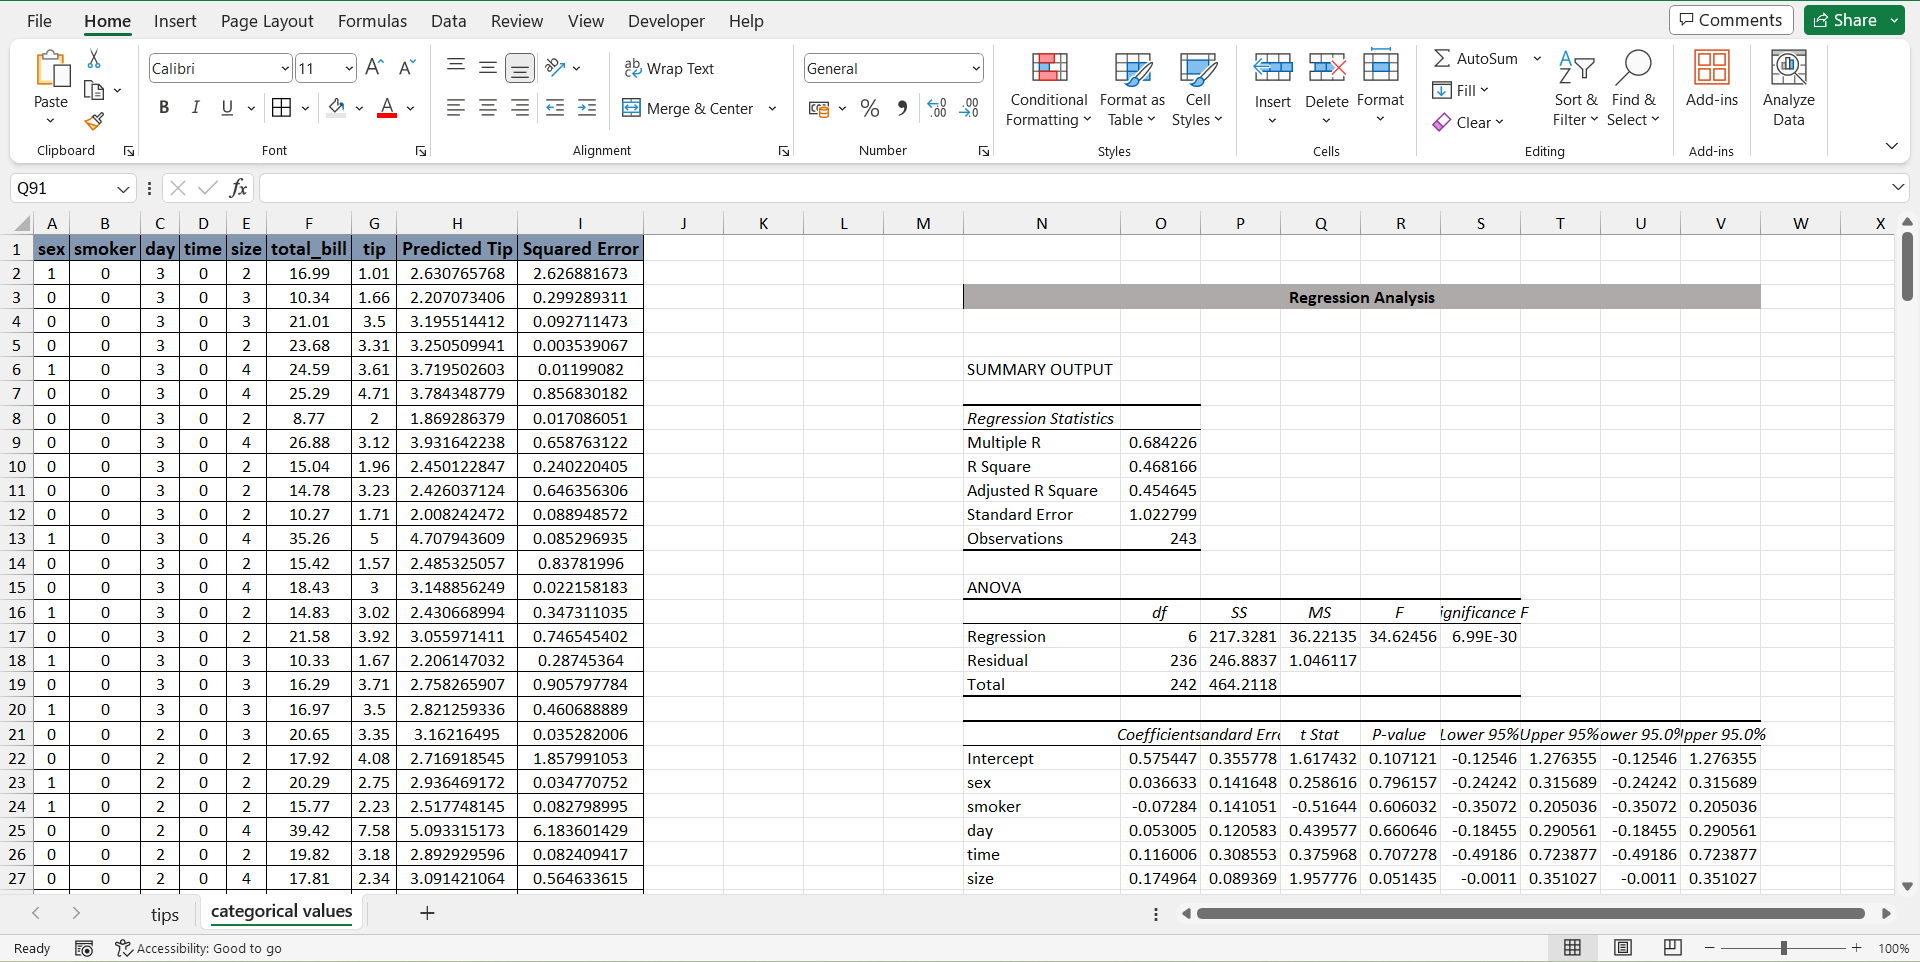 File Home Insert Page Layout Formulas Data Review View Developer Help Comments Share
Paste Calibri 11 Wrap Text General Conditional Formatting Format as Table Cell Styles Insert Delete Format AutoSum Fill Clear Sort & Filter Find & Select Add-ins Analyze Data
B I U A Merge & Center % 
Clipboard Font Alignment Number Styles Cells Editing Add-ins
Q91 fx
A B C D E F G H I J K L M N O P Q R S T U V W X
1 sex smoker day time size total_bill tip Predicted Tip Squared Error
2 1 0 3 0 2 16.99 1.01 2.630765768 2.626881673
3 0 0 3 0 3 10.34 1.66 2.207073406 0.299289311 Regression Analysis
4 0 0 3 0 3 21.01 3.5 3.195514412 0.092711473
5 0 0 3 0 2 23.68 3.31 3.250509941 0.003539067
6 1 0 3 0 4 24.59 3.61 3.719502603 0.01199082 SUMMARY OUTPUT
7 0 0 3 0 4 25.29 4.71 3.784348779 0.856830182
8 0 0 3 0 2 8.77 2 1.869286379 0.017086051 Regression Statistics
9 0 0 3 0 4 26.88 3.12 3.931642238 0.658763122 Multiple R 0.684226
10 0 0 3 0 2 15.04 1.96 2.450122847 0.240220405 R Square 0.468166
11 0 0 3 0 2 14.78 3.23 2.426037124 0.646356306 Adjusted R Square 0.454645
12 0 0 3 0 2 10.27 1.71 2.008242472 0.088948572 Standard Error 1.022799
13 1 0 3 0 4 35.26 5 4.707943609 0.085296935 Observations 243
14 0 0 3 0 2 15.42 1.57 2.485325057 0.83781996
15 0 0 3 0 4 18.43 3 3.148856249 0.022158183 ANOVA
16 1 0 3 0 2 14.83 3.02 2.430668994 0.347311035 df SS MS F ignificance F
17 0 0 3 0 2 21.58 3.92 3.055971411 0.746545402 Regression 6 217.3281 36.22135 34.62456 6.99E-30
18 1 0 3 0 3 10.33 1.67 2.206147032 0.28745364 Residual 236 246.8837 1.046117
19 0 0 3 0 3 16.29 3.71 2.758265907 0.905797784 Total 242 464.2118
20 1 0 3 0 3 16.97 3.5 2.821259336 0.460688889
21 0 0 2 0 3 20.65 3.35 3.16216495 0.035282006 Coefficients andard Erro t Stat P-value Lower 95% Upper 95% ower 95.0% pper 95.0%
22 0 0 2 0 2 17.92 4.08 2.716918545 1.857991053 Intercept 0.575447 0.355778 1.617432 0.107121 -0.12546 1.276355 -0.12546 1.276355
23 1 0 2 0 2 20.29 2.75 2.936469172 0.034770752 sex 0.036633 0.141648 0.258616 0.796157 -0.24242 0.315689 -0.24242 0.315689
24 1 0 2 0 2 15.77 2.23 2.517748145 0.082798995 smoker -0.07284 0.141051 -0.51644 0.606032 -0.35072 0.205036 -0.35072 0.205036
25 0 0 2 0 4 39.42 7.58 5.093315173 6.183601429 day 0.053005 0.120583 0.439577 0.660646 -0.18455 0.290561 -0.18455 0.290561
26 0 0 2 0 2 19.82 3.18 2.892929596 0.082409417 time 0.116006 0.308553 0.375968 0.707278 -0.49186 0.723877 -0.49186 0.723877
27 0 0 2 0 4 17.81 2.34 3.091421064 0.564633615 size 0.174964 0.089369 1.957776 0.051435 -0.0011 0.351027 -0.0011 0.351027
tips categorical values
Ready Accessibility: Good to go 100%